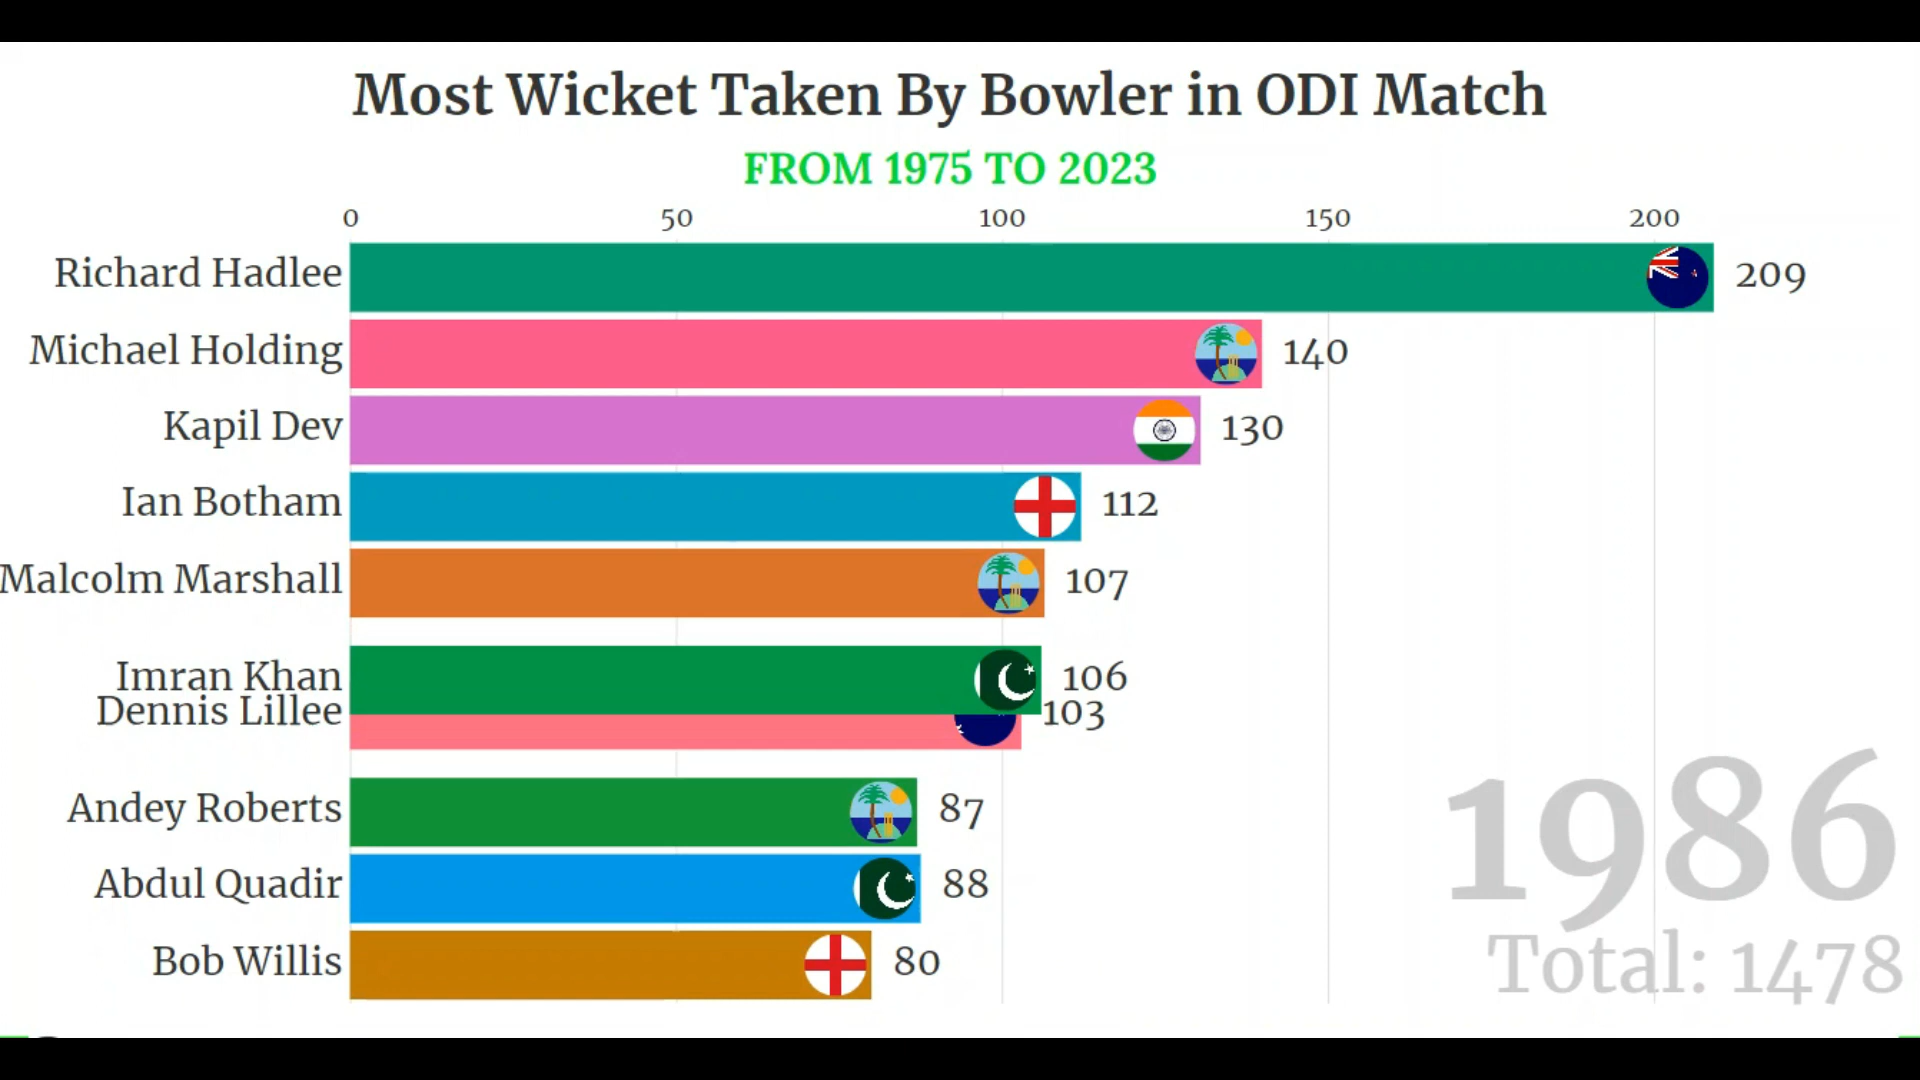 Most Wicket Taken By Bowler in ODI Match
FROM 1975 TO 2023
0 50 100 150 200
Richard Hadlee 209
Michael Holding 140
Kapil Dev 130
Ian Botham 112
Malcolm Marshall 107
Imran Khan 106
Dennis Lillee 103
Andey Roberts 87
Abdul Quadir 88
Bob Willis 80
1986
Total: 1478